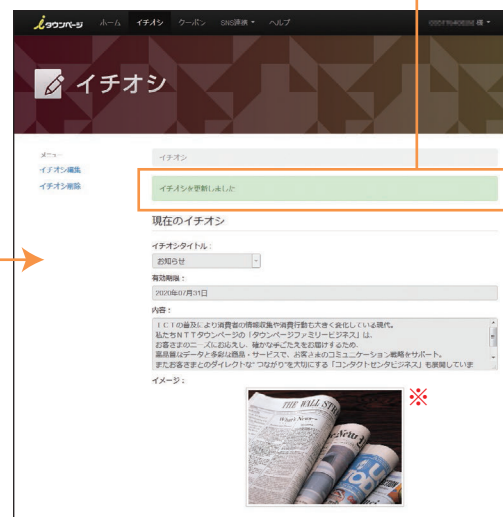 iタウンページ ホーム イチオシ クーポン SNS連携 ヘルプ 様
イチオシ
メニュー
イチオシ編集
イチオシ削除
イチオシ
イチオシを更新しました
現在のイチオシ
イチオシタイトル：
お知らせ
有効期限：
2020年07月31日
内容：
ＩＣＴの普及により消費者の情報収集や消費行動も大きく変化している現代。
私たちＮＴＴタウンページの「タウンページファミリービジネス」は、
お客さまのニーズにお応えし、確かな手ごたえをお届けするため、
高品質なデータと多彩な商品・サービスで、お客さまのコミュニケーション戦略をサポート。
またお客さまとのダイレクトな"つながり"を大切にする「コンタクトセンタビジネス」も展開していま
イメージ：
※
THE WALL STR
What's News